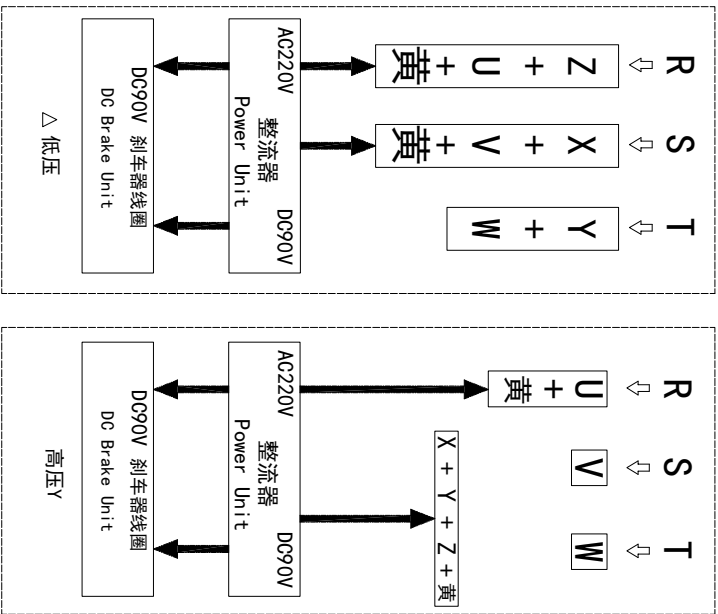 R
S
T
Z + U + 黄
X + V + 黄
Y + W
AC220V
整流器
DC90V
Power Unit
DC90V 刹车器线圈
DC Brake Unit
△ 低压
R
S
T
U + 黄
V
W
X + Y + Z + 黄
AC220V
整流器
DC90V
Power Unit
DC90V 刹车器线圈
DC Brake Unit
高压Y